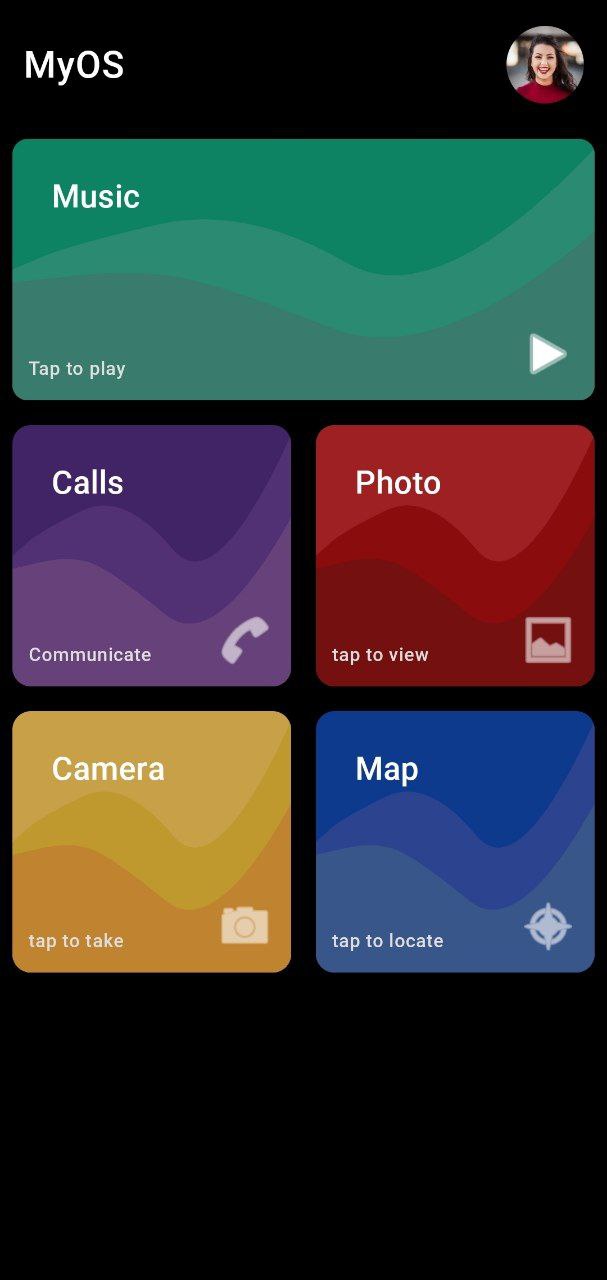 MyOS
Music
Tap to play
Calls
Photo
Communicate
tap to view
Camera
Map
tap to take
tap to locate